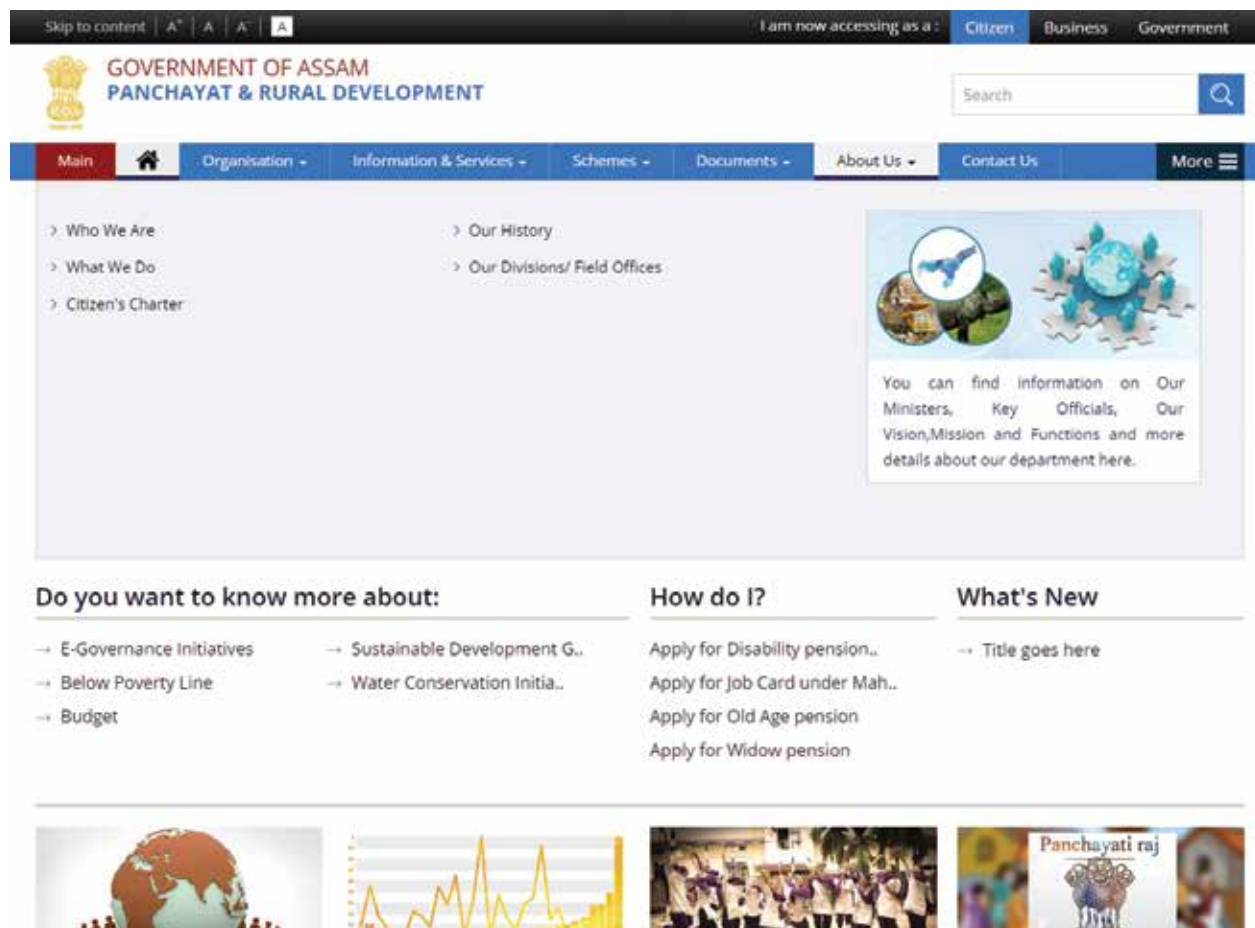 Skip to content | A+ | A | A- | A
I am now accessing as a : Citizen Business Government
GOVERNMENT OF ASSAM
PANCHAYAT & RURAL DEVELOPMENT
Search
Main Organisation Information & Services Schemes Documents About Us Contact Us More
> Who We Are
> Our History
> What We Do
> Our Divisions/ Field Offices
> Citizen's Charter
You can find information on Our
Ministers, Key Officials, Our
Vision,Mission and Functions and more
details about our department here.
Do you want to know more about:
→ E-Governance Initiatives
→ Sustainable Development G..
→ Below Poverty Line
→ Water Conservation Initia..
→ Budget
How do I?
Apply for Disability pension..
Apply for Job Card under Mah..
Apply for Old Age pension
Apply for Widow pension
What's New
→ Title goes here
Panchayati raj